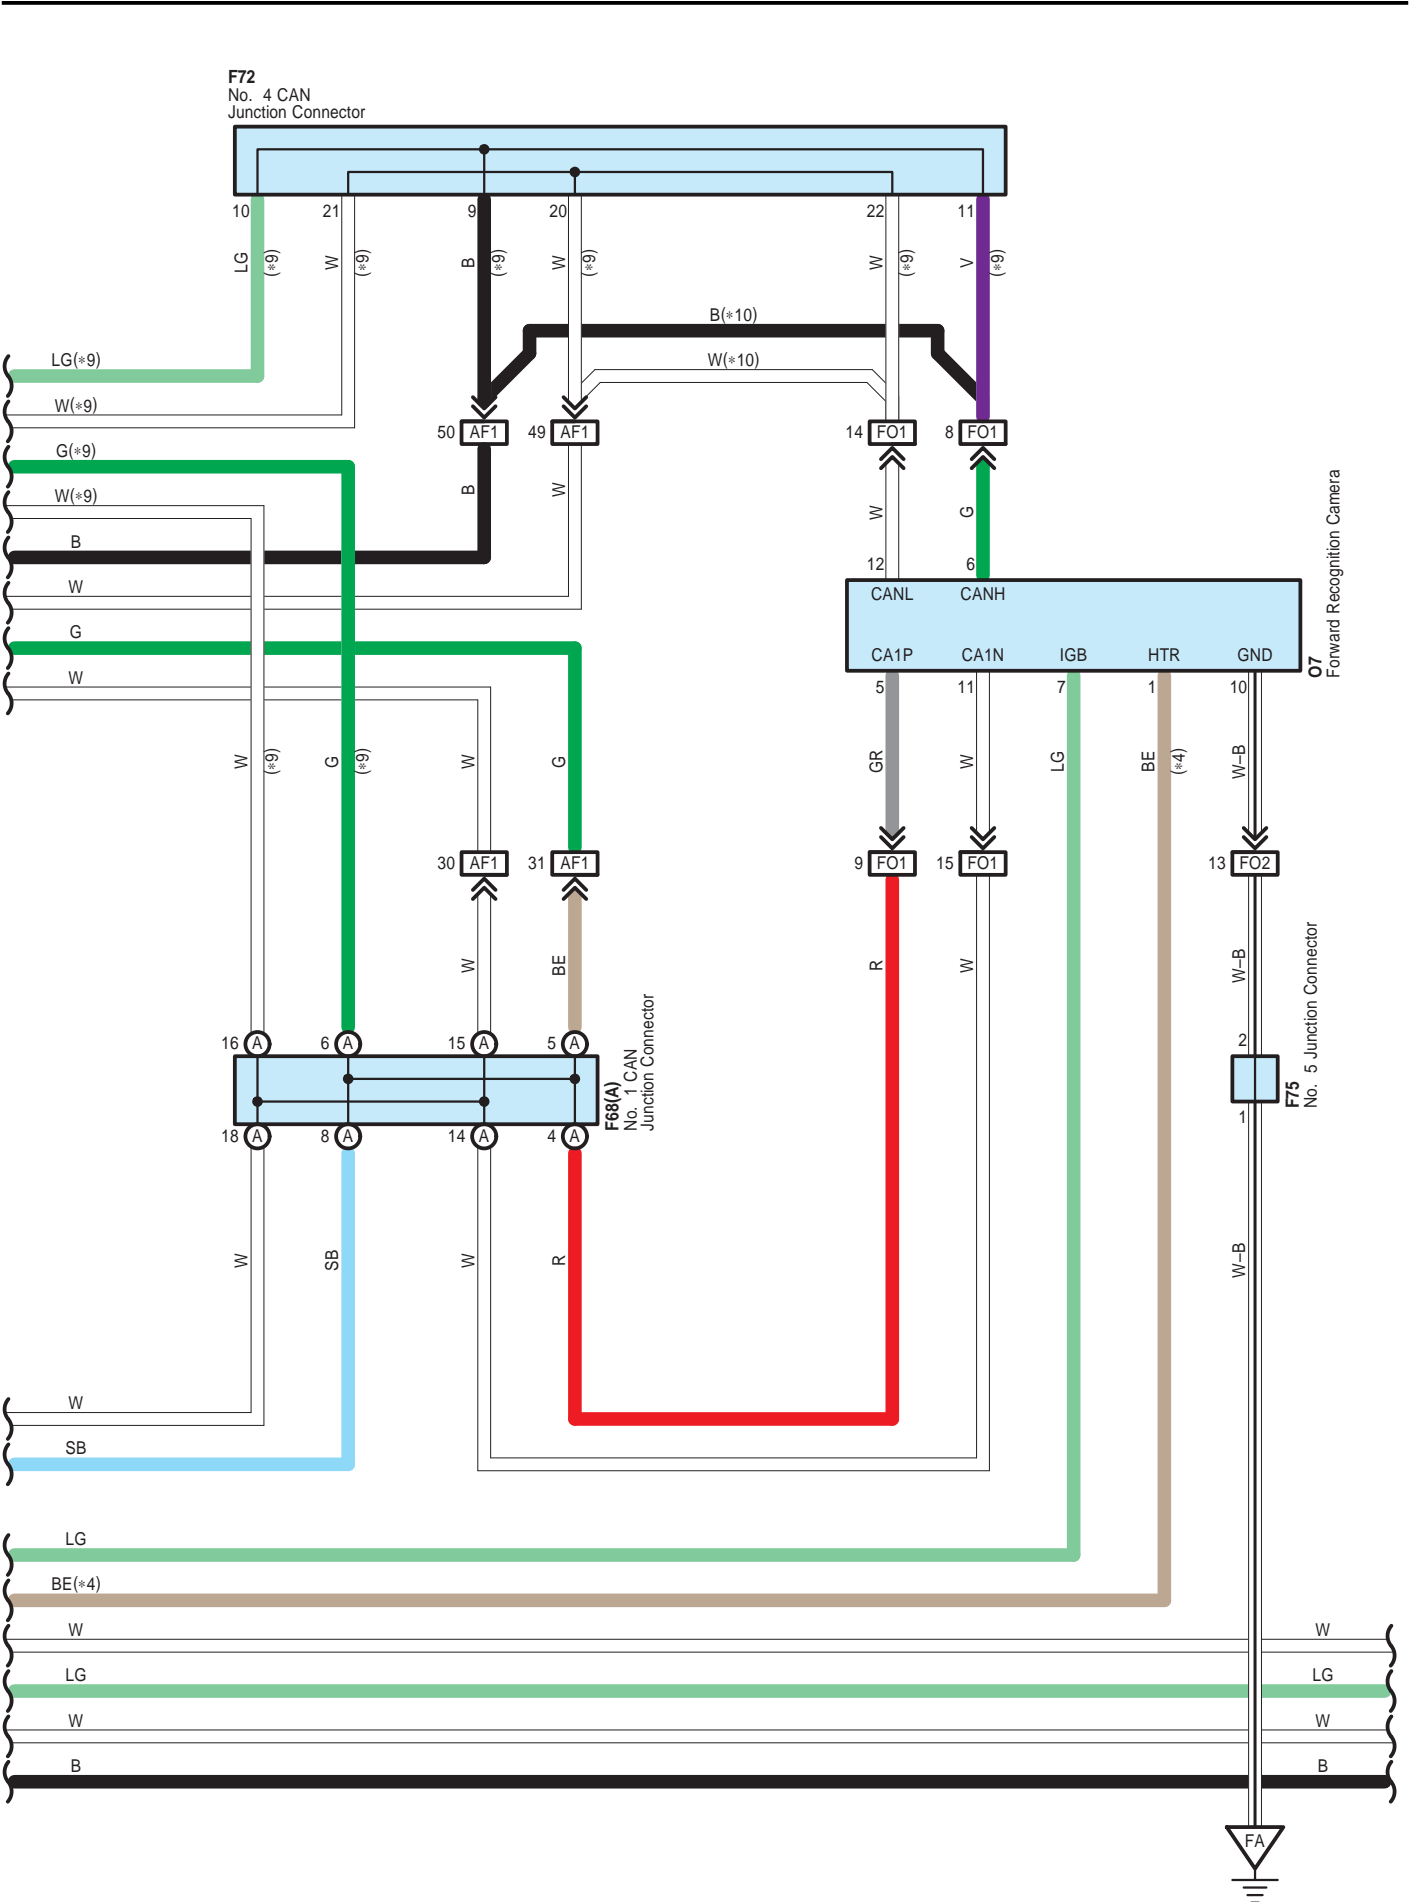 F72
No. 4 CAN
Junction Connector
10 21 9 20 22 11
LG (*9) W (*9) B (*9) W (*9) W (*9) V (*9)
B(*10)
LG(*9) W(*10)
W(*9)
50 AF1 49 AF1 14 FO1 8 FO1
G(*9)
W(*9) B W W G
B
12 6
W CANL CANH
G
CA1P CA1N IGB HTR GND
O7
Forward Recognition Camera
W
5 11 7 1 10
W (*9) G (*9) W G GR W LG BE (*4) W–B
30 AF1 31 AF1 9 FO1 15 FO1 13 FO2
W BE R W W–B
16 A 6 A 15 A 5 A
F68(A)
No. 1 CAN
Junction Connector
2
F75
No. 5 Junction Connector
1
18 A 8 A 14 A 4 A
W SB W R W–B
W
SB
LG
BE(*4)
W W
LG LG
W W
B B
FA